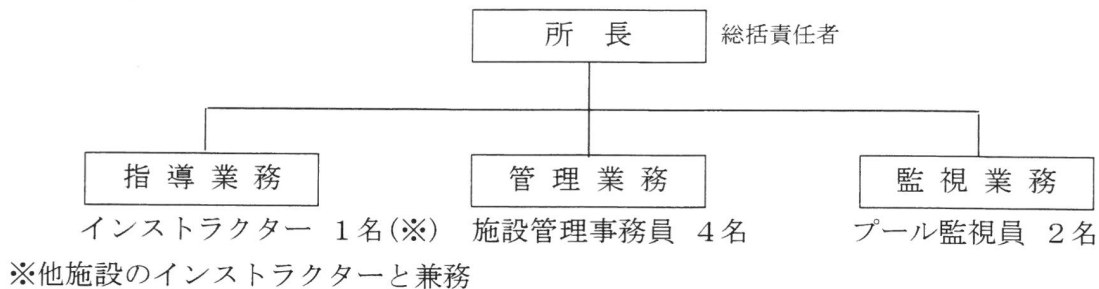 所長 総括責任者
指導業務 管理業務 監視業務
インストラクター 1名(※) 施設管理事務員 4名 プール監視員 2名
※他施設のインストラクターと兼務